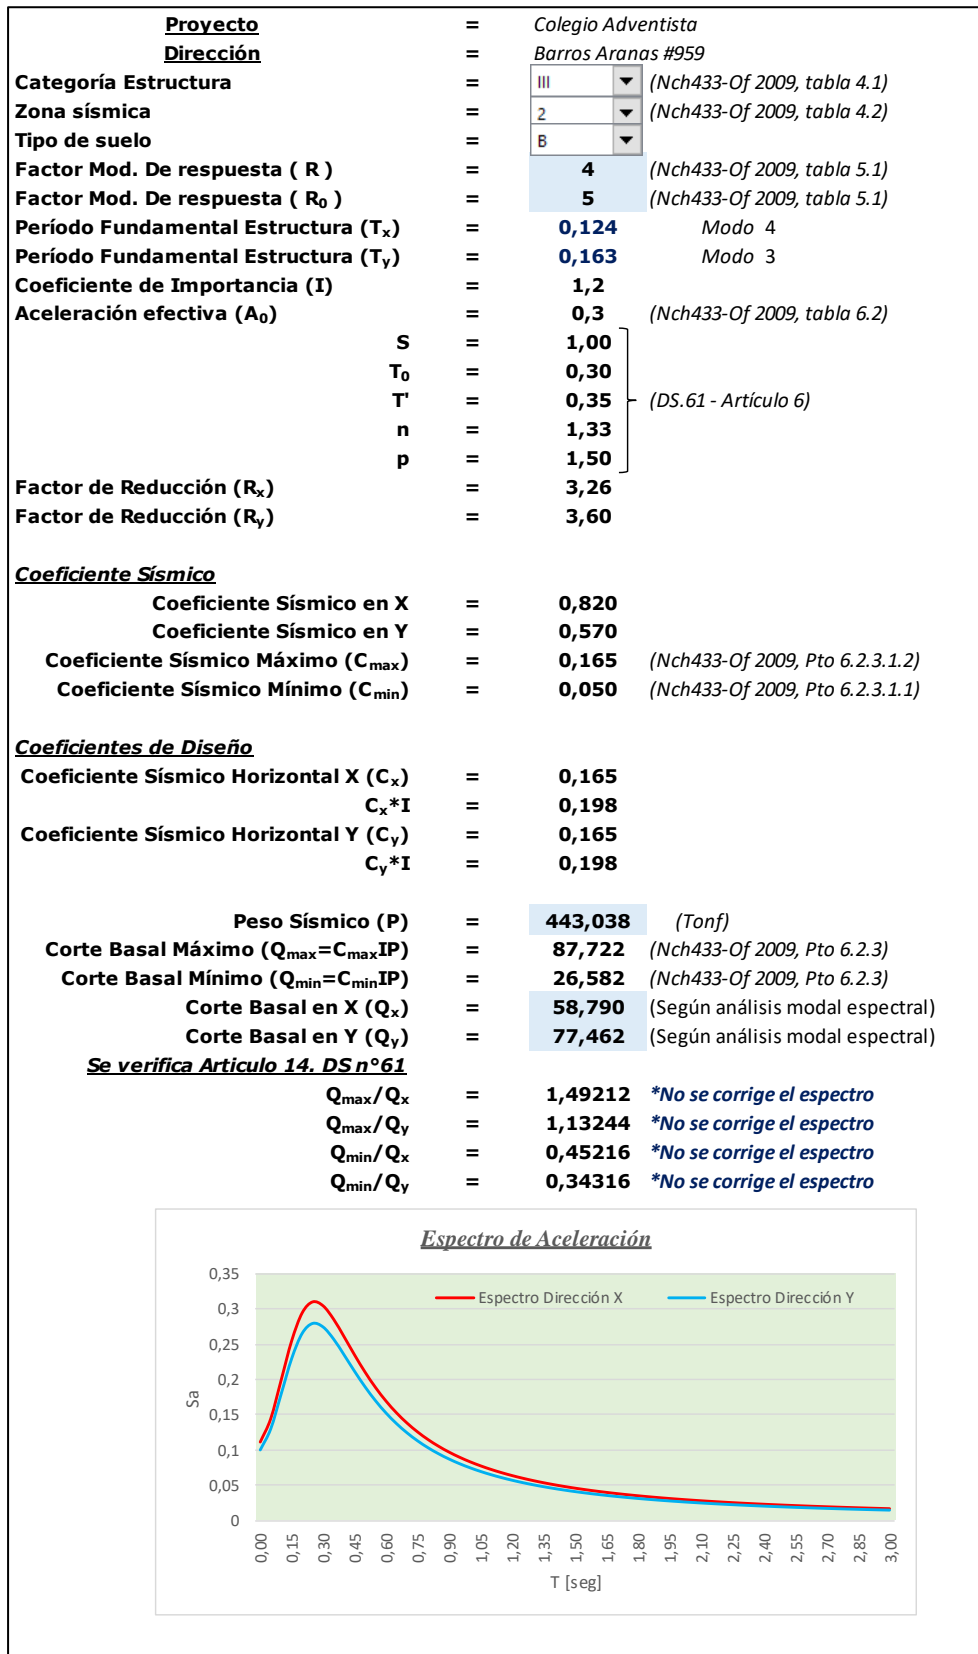 Proyecto = Colegio Adventista
Dirección = Barros Aranas #959
Categoría Estructura = III (Nch433-Of 2009, tabla 4.1)
Zona sísmica = 2 (Nch433-Of 2009, tabla 4.2)
Tipo de suelo = B
Factor Mod. De respuesta ( R ) = 4 (Nch433-Of 2009, tabla 5.1)
Factor Mod. De respuesta ( R₀ ) = 5 (Nch433-Of 2009, tabla 5.1)
Período Fundamental Estructura (Tₓ) = 0,124 Modo 4
Período Fundamental Estructura (Tᵧ) = 0,163 Modo 3
Coeficiente de Importancia (I) = 1,2
Aceleración efectiva (A₀) = 0,3 (Nch433-Of 2009, tabla 6.2)
S = 1,00
T₀ = 0,30
T' = 0,35 (DS.61 - Artículo 6)
n = 1,33
p = 1,50
Factor de Reducción (Rₓ) = 3,26
Factor de Reducción (Rᵧ) = 3,60
Coeficiente Sísmico
Coeficiente Sísmico en X = 0,820
Coeficiente Sísmico en Y = 0,570
Coeficiente Sísmico Máximo (Cmax) = 0,165 (Nch433-Of 2009, Pto 6.2.3.1.2)
Coeficiente Sísmico Mínimo (Cmin) = 0,050 (Nch433-Of 2009, Pto 6.2.3.1.1)
Coeficientes de Diseño
Coeficiente Sísmico Horizontal X (Cₓ) = 0,165
Cₓ*I = 0,198
Coeficiente Sísmico Horizontal Y (Cᵧ) = 0,165
Cᵧ*I = 0,198
Peso Sísmico (P) = 443,038 (Tonf)
Corte Basal Máximo (Qmax=CmaxIP) = 87,722 (Nch433-Of 2009, Pto 6.2.3)
Corte Basal Mínimo (Qmin=CminIP) = 26,582 (Nch433-Of 2009, Pto 6.2.3)
Corte Basal en X (Qₓ) = 58,790 (Según análisis modal espectral)
Corte Basal en Y (Qᵧ) = 77,462 (Según análisis modal espectral)
Se verifica Articulo 14. DS n°61
Qmax/Qₓ = 1,49212 *No se corrige el espectro
Qmax/Qᵧ = 1,13244 *No se corrige el espectro
Qmin/Qₓ = 0,45216 *No se corrige el espectro
Qmin/Qᵧ = 0,34316 *No se corrige el espectro
Espectro de Aceleración
Espectro Dirección X Espectro Dirección Y
0,35
0,3
0,25
0,2
0,15
0,1
0,05
0
Sa
0,00 0,15 0,30 0,45 0,60 0,75 0,90 1,05 1,20 1,35 1,50 1,65 1,80 1,95 2,10 2,25 2,40 2,55 2,70 2,85 3,00
T [seg]